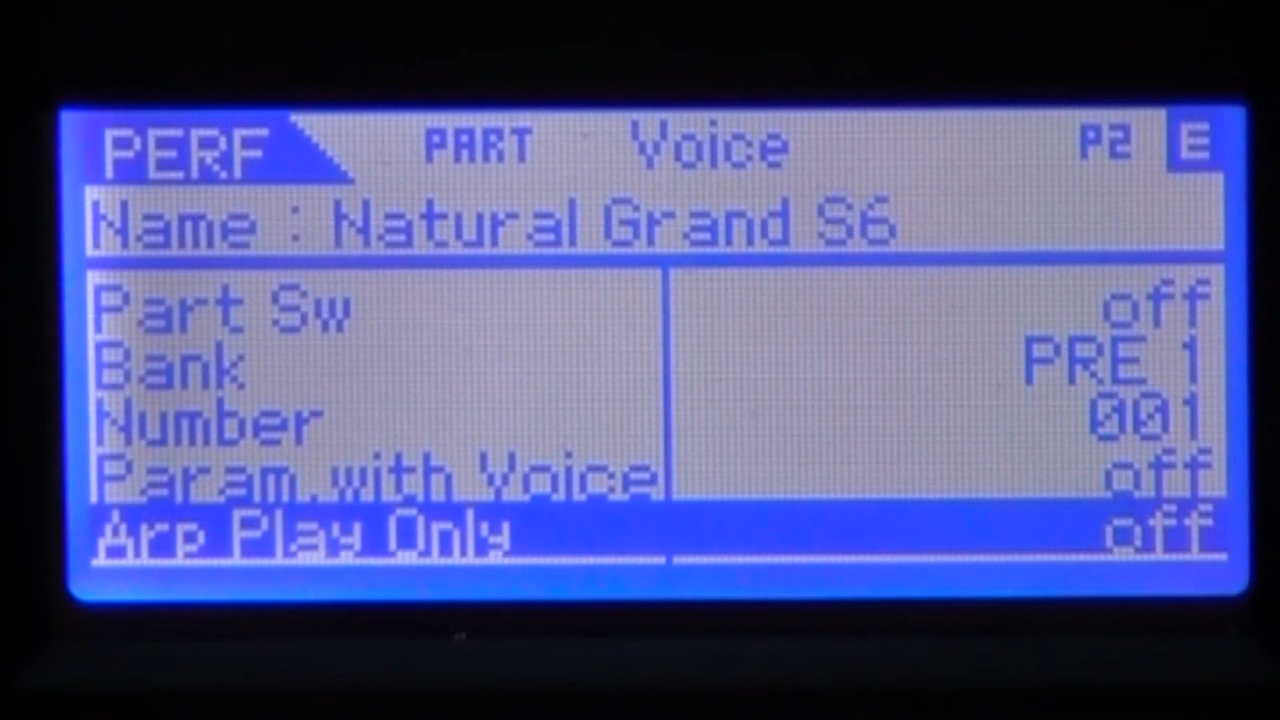 PERF PART Voice P2 E
Name : Natural Grand S6
Part Sw off
Bank PRE 1
Number 001
Param.with Voice off
Arp Play Only off